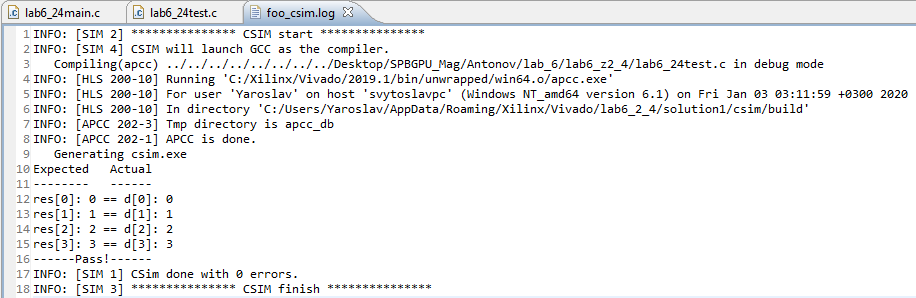 lab6_24main.c lab6_24test.c foo_csim.log
1 INFO: [SIM 2] *************** CSIM start ***************
2 INFO: [SIM 4] CSIM will launch GCC as the compiler.
3    Compiling(apcc) ../../../../../../../Desktop/SPBGPU_Mag/Antonov/lab_6/lab6_z2_4/lab6_24test.c in debug mode
4 INFO: [HLS 200-10] Running 'C:/Xilinx/Vivado/2019.1/bin/unwrapped/win64.o/apcc.exe'
5 INFO: [HLS 200-10] For user 'Yaroslav' on host 'svytoslavpc' (Windows NT_amd64 version 6.1) on Fri Jan 03 03:11:59 +0300 2020
6 INFO: [HLS 200-10] In directory 'C:/Users/Yaroslav/AppData/Roaming/Xilinx/Vivado/lab6_2_4/solution1/csim/build'
7 INFO: [APCC 202-3] Tmp directory is apcc_db
8 INFO: [APCC 202-1] APCC is done.
9    Generating csim.exe
10 Expected   Actual
11 --------   ------
12 res[0]: 0 == d[0]: 0
13 res[1]: 1 == d[1]: 1
14 res[2]: 2 == d[2]: 2
15 res[3]: 3 == d[3]: 3
16 ------Pass!------
17 INFO: [SIM 1] CSim done with 0 errors.
18 INFO: [SIM 3] *************** CSIM finish ***************